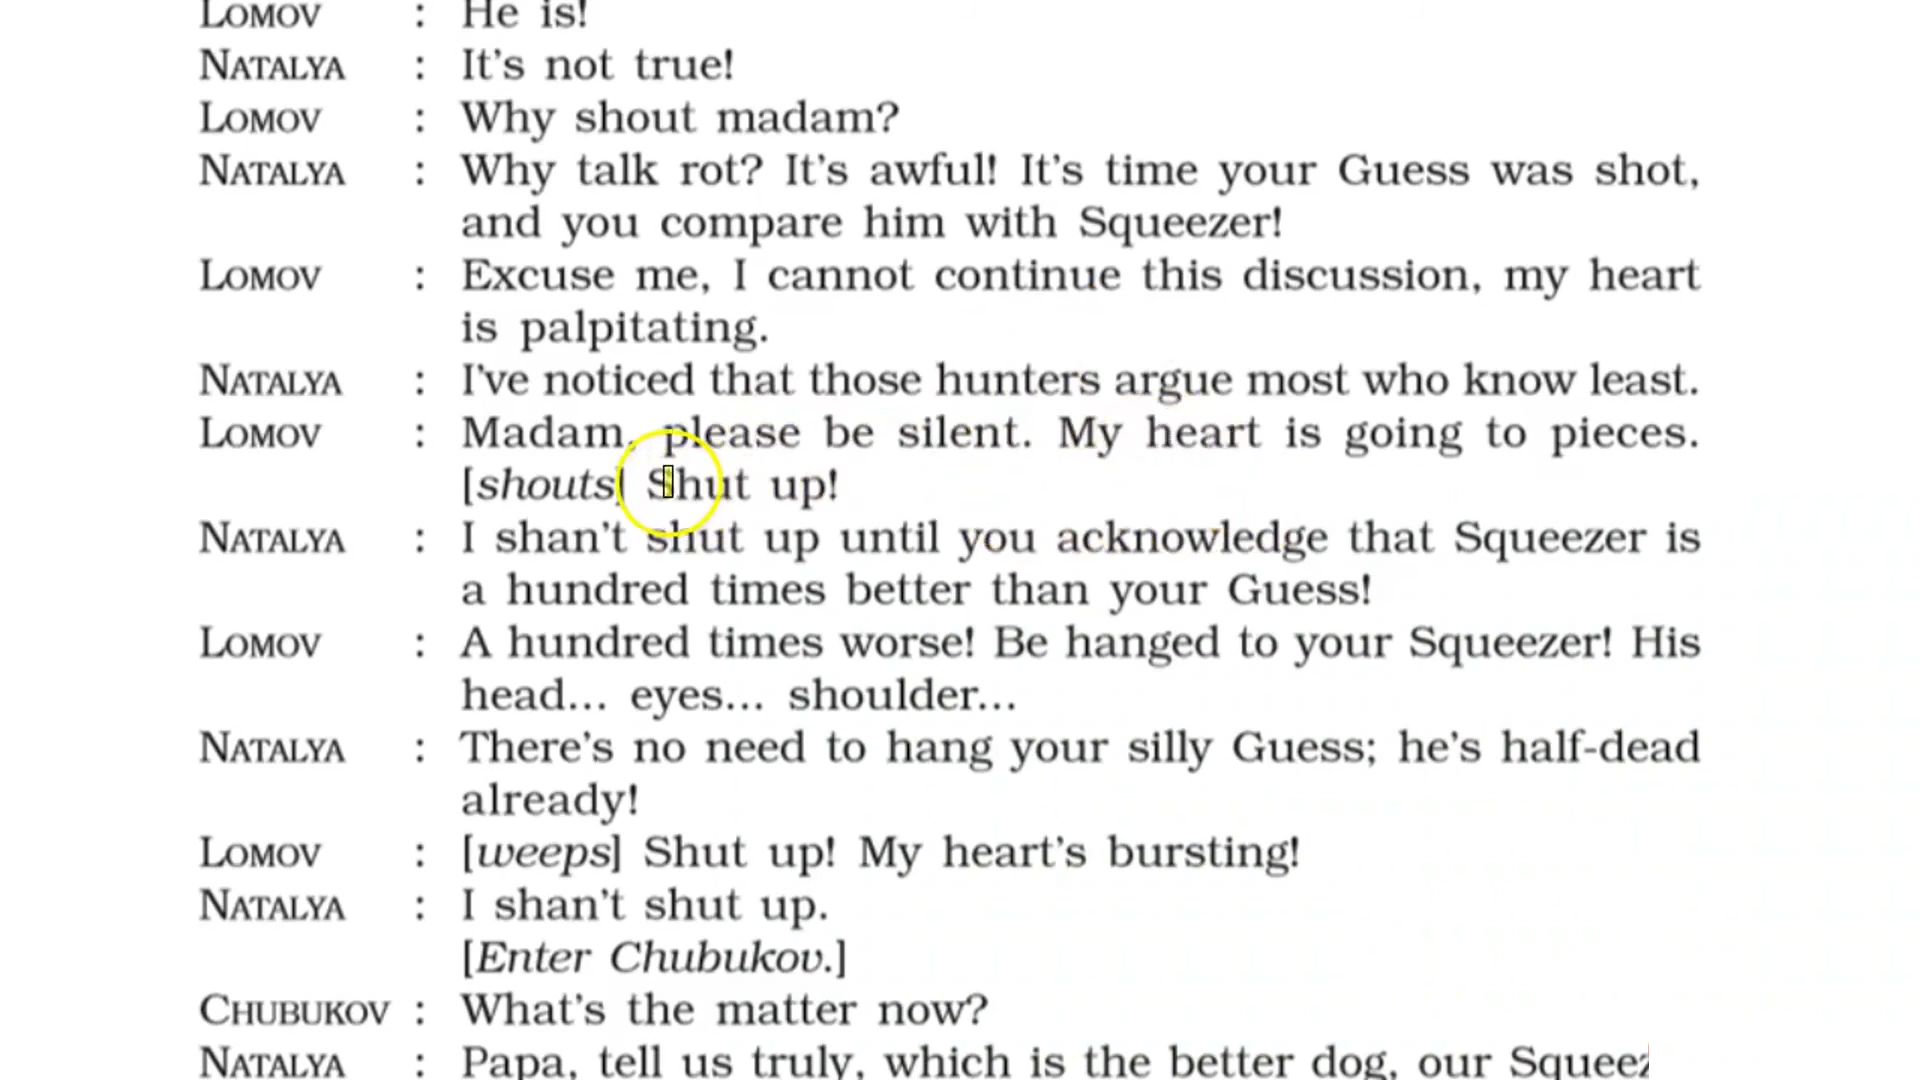 LOMOV : He is!
NATALYA : It's not true!
LOMOV : Why shout madam?
NATALYA : Why talk rot? It's awful! It's time your Guess was shot,
and you compare him with Squeezer!
LOMOV : Excuse me, I cannot continue this discussion, my heart
is palpitating.
NATALYA : I've noticed that those hunters argue most who know least.
LOMOV : Madam, please be silent. My heart is going to pieces.
[shouts] Shut up!
NATALYA : I shan't shut up until you acknowledge that Squeezer is
a hundred times better than your Guess!
LOMOV : A hundred times worse! Be hanged to your Squeezer! His
head... eyes... shoulder...
NATALYA : There's no need to hang your silly Guess; he's half-dead
already!
LOMOV : [weeps] Shut up! My heart's bursting!
NATALYA : I shan't shut up.
[Enter Chubukov.]
CHUBUKOV : What's the matter now?
NATALYA : Papa, tell us truly, which is the better dog, our